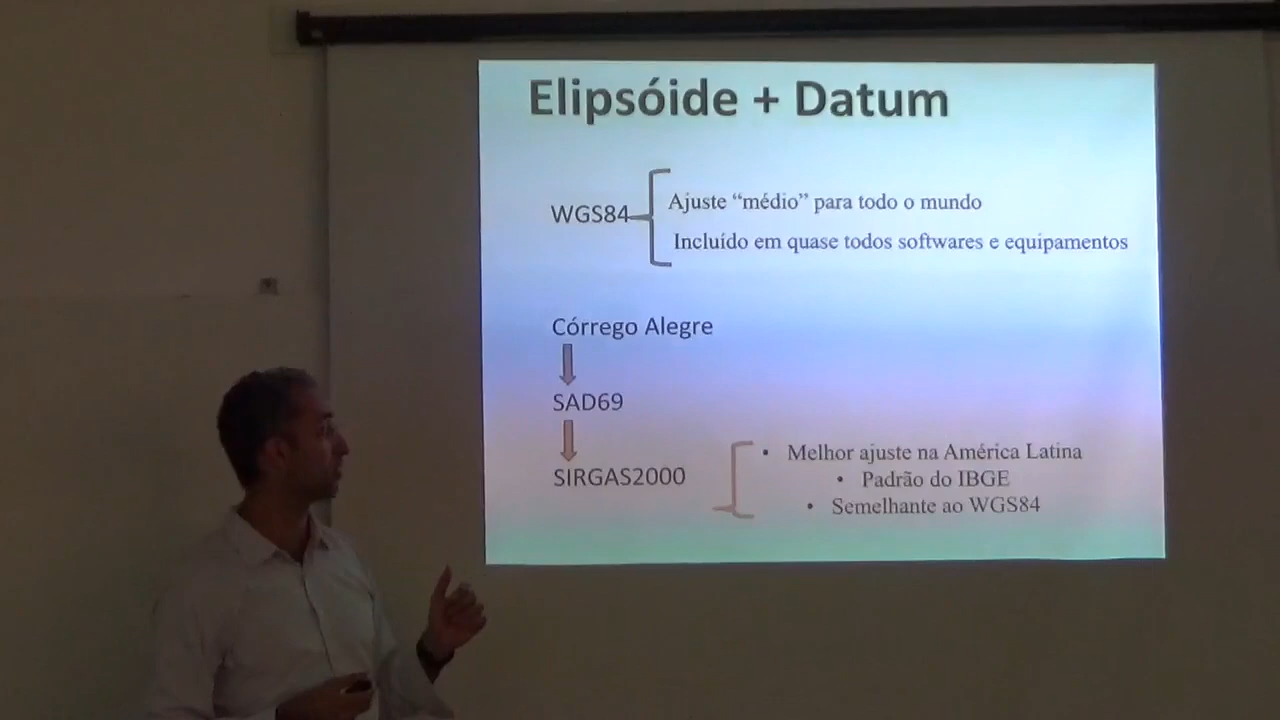 Elipsóide + Datum
WGS84
Ajuste “médio” para todo o mundo
Incluído em quase todos softwares e equipamentos
Córrego Alegre
SAD69
SIRGAS2000
• Melhor ajuste na América Latina
• Padrão do IBGE
• Semelhante ao WGS84